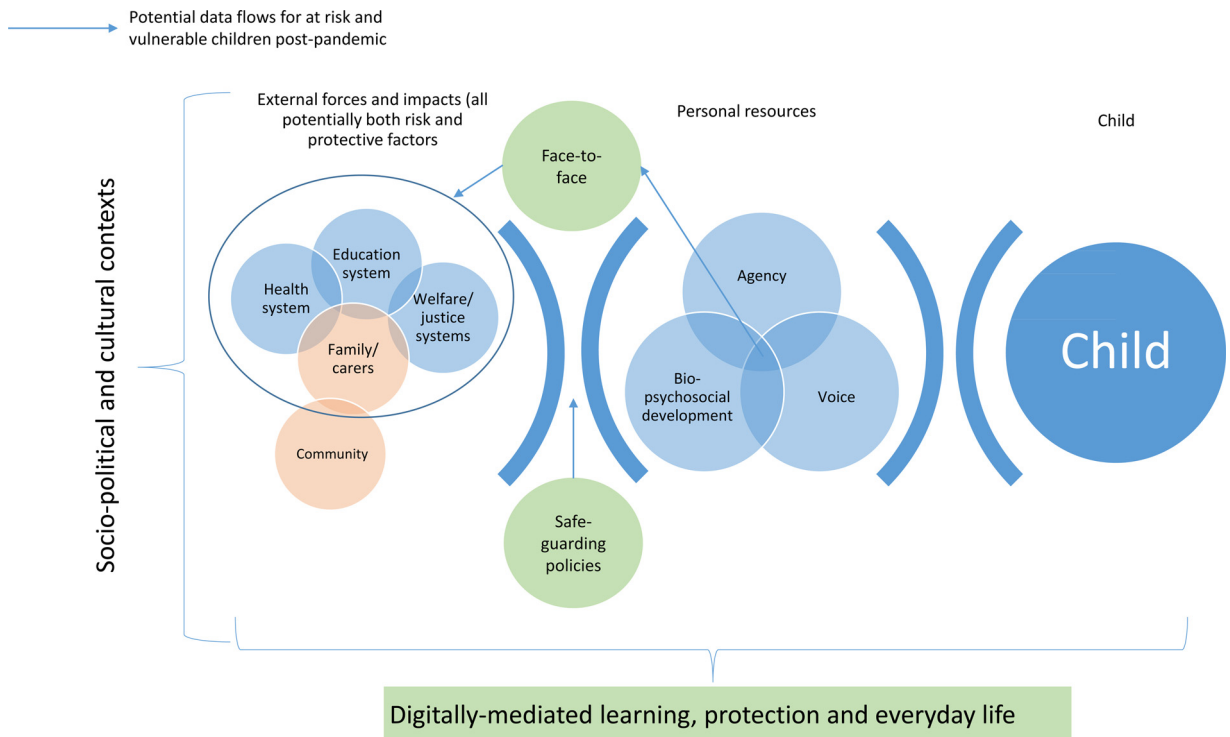 Potential data flows for at risk and
vulnerable children post-pandemic
External forces and impacts (all
potentially both risk and
protective factors
Personal resources
Child
Face-to-
face
Socio-political and cultural contexts
Education
system
Health
system
Welfare/
justice
systems
Family/
carers
Community
Agency
Bio-
psychosocial
development
Voice
Child
Safe-
guarding
policies
Digitally-mediated learning, protection and everyday life